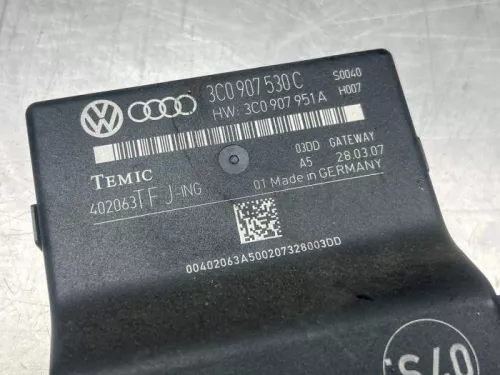 3C0 907 530 C S0040
HW: 3C0 907 951 A H007
03DD GATEWAY
A5 28.03.07
TEMIC
402063TF J-ING 01 Made in GERMANY
00402063A500207328003DD